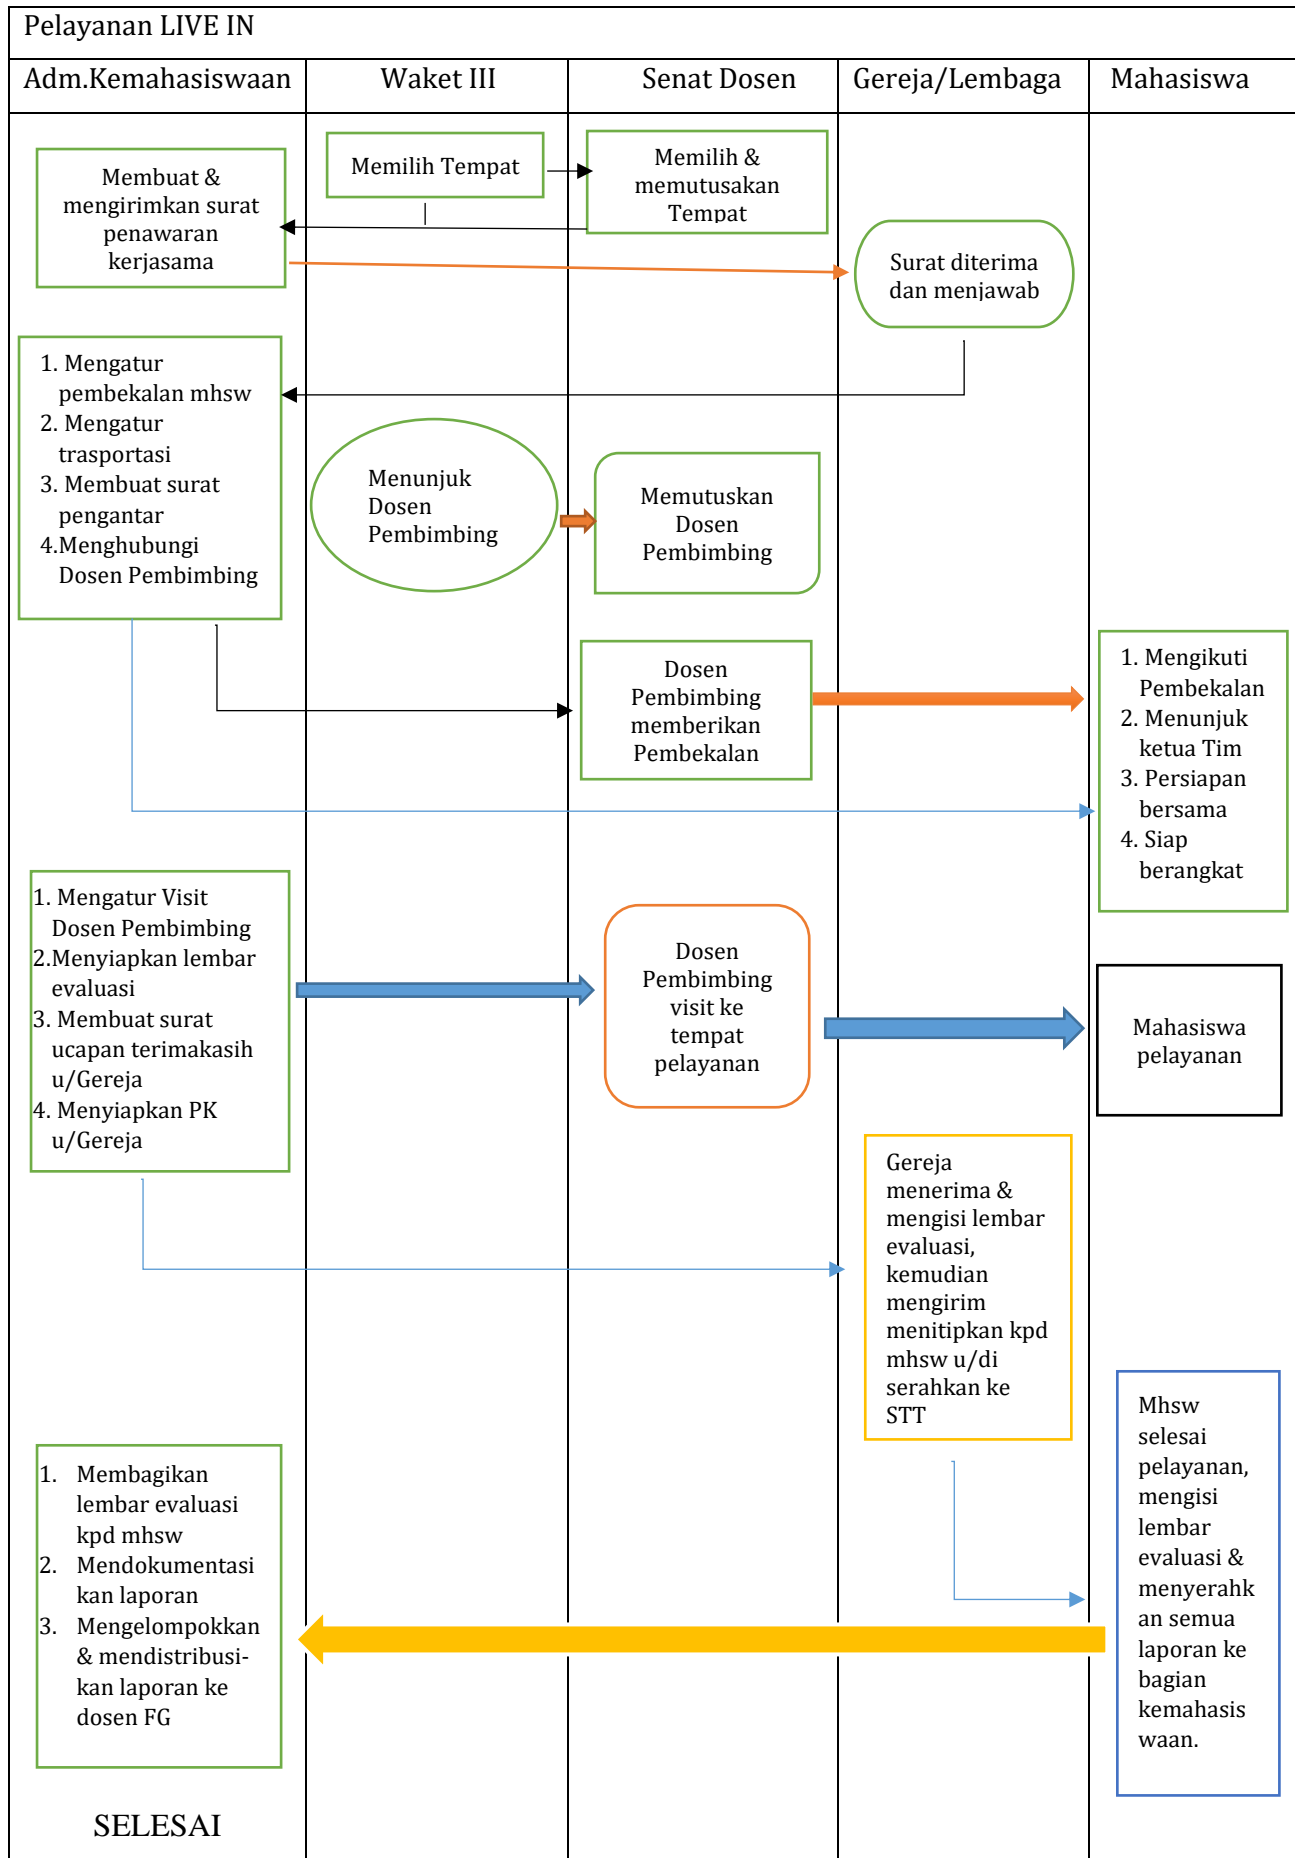 Pelayanan LIVE IN
Adm.Kemahasiswaan
Waket III
Senat Dosen
Gereja/Lembaga
Mahasiswa
Membuat &
mengirimkan surat
penawaran
kerjasama
Memilih Tempat
Memilih &
memutusakan
Tempat
Surat diterima
dan menjawab
1. Mengatur
pembekalan mhsw
2. Mengatur
trasportasi
3. Membuat surat
pengantar
4.Menghubungi
Dosen Pembimbing
Menunjuk
Dosen
Pembimbing
Memutuskan
Dosen
Pembimbing
Dosen
Pembimbing
memberikan
Pembekalan
1. Mengikuti
Pembekalan
2. Menunjuk
ketua Tim
3. Persiapan
bersama
4. Siap
berangkat
1. Mengatur Visit
Dosen Pembimbing
2.Menyiapkan lembar
evaluasi
3. Membuat surat
ucapan terimakasih
u/Gereja
4. Menyiapkan PK
u/Gereja
Dosen
Pembimbing
visit ke
tempat
pelayanan
Mahasiswa
pelayanan
Gereja
menerima &
mengisi lembar
evaluasi,
kemudian
mengirim
menitipkan kpd
mhsw u/di
serahkan ke
STT
Mhsw
selesai
pelayanan,
mengisi
lembar
evaluasi &
menyerahk
an semua
laporan ke
bagian
kemahasis
waan.
1. Membagikan
lembar evaluasi
kpd mhsw
2. Mendokumentasi
kan laporan
3. Mengelompokkan
& mendistribusi-
kan laporan ke
dosen FG
SELESAI